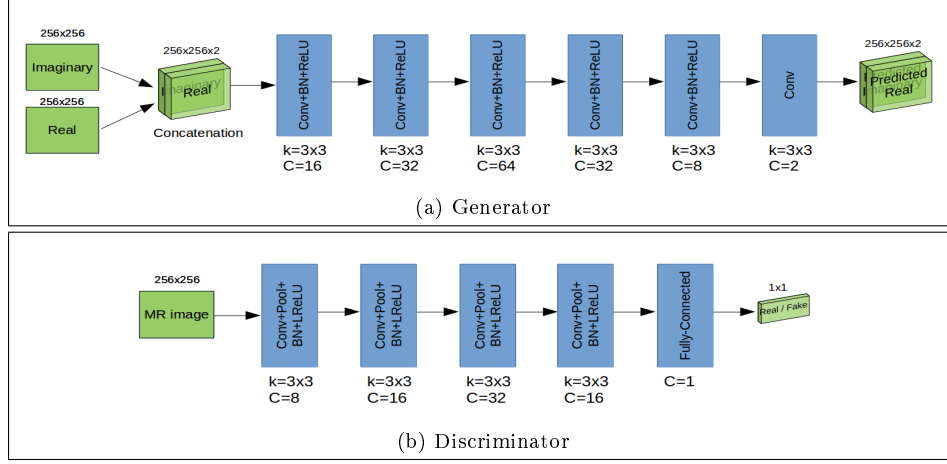 256x256
Imaginary
256x256
Real
256x256x2
Imaginary
Real
Concatenation
Conv+BN+ReLU
k=3x3
C=16
Conv+BN+ReLU
k=3x3
C=32
Conv+BN+ReLU
k=3x3
C=64
Conv+BN+ReLU
k=3x3
C=32
Conv+BN+ReLU
k=3x3
C=8
Conv
k=3x3
C=2
256x256x2
Predicted
Imaginary
Predicted
Real
(a) Generator
256x256
MR image
Conv+Pool+
BN+LReLU
k=3x3
C=8
Conv+Pool+
BN+LReLU
k=3x3
C=16
Conv+Pool+
BN+LReLU
k=3x3
C=32
Conv+Pool+
BN+LReLU
k=3x3
C=16
Fully-Connected
C=1
1x1
Real / Fake
(b) Discriminator